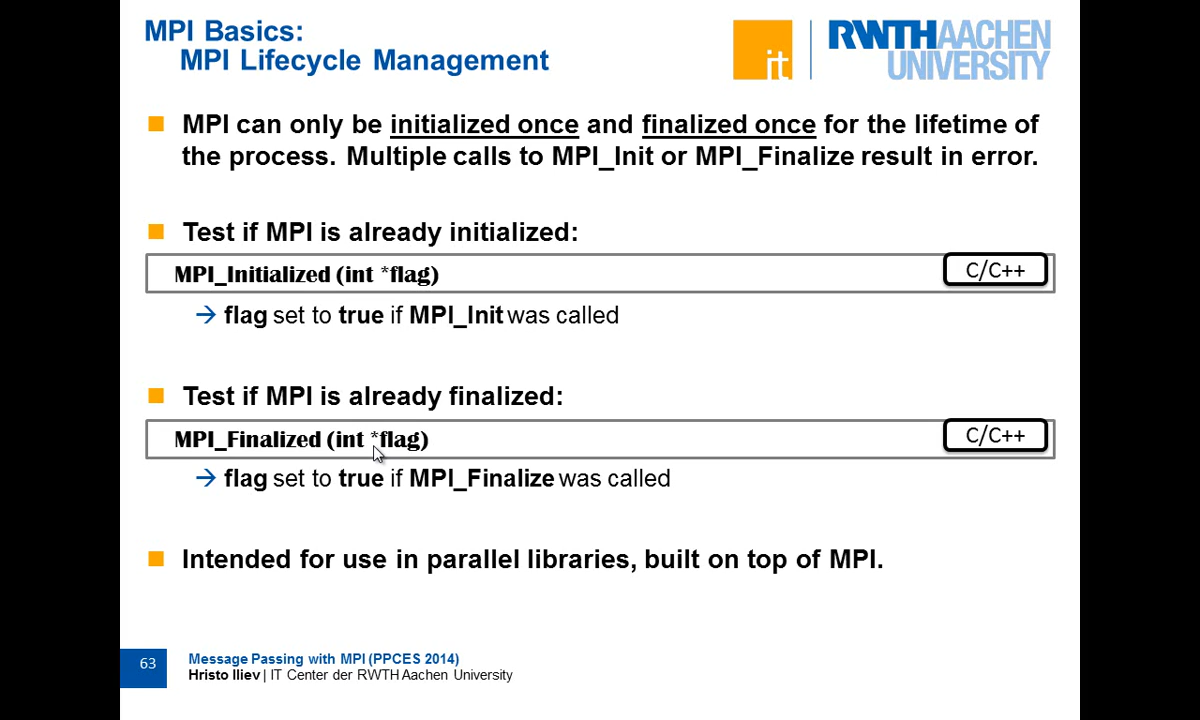 MPI Basics:
MPI Lifecycle Management
it
RWTHAACHEN
UNIVERSITY
MPI can only be initialized once and finalized once for the lifetime of
the process. Multiple calls to MPI_Init or MPI_Finalize result in error.
Test if MPI is already initialized:
MPI_Initialized (int *flag)
C/C++
→ flag set to true if MPI_Init was called
Test if MPI is already finalized:
MPI_Finalized (int *flag)
C/C++
→ flag set to true if MPI_Finalize was called
Intended for use in parallel libraries, built on top of MPI.
63
Message Passing with MPI (PPCES 2014)
Hristo Iliev | IT Center der RWTH Aachen University